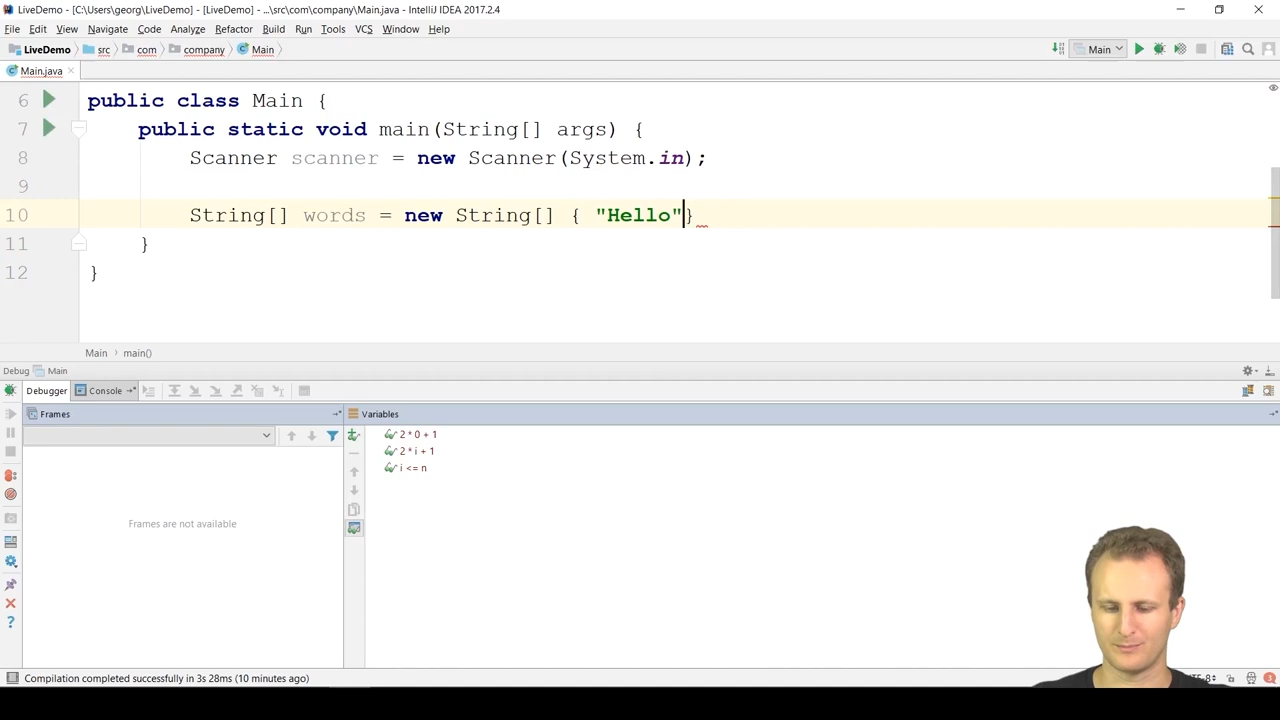 LiveDemo - [C:\Users\georg\LiveDemo] - [LiveDemo] - ...\src\com\company\Main.java] - IntelliJ IDEA 2017.2.4
File Edit View Navigate Code Analyze Refactor Build Run Tools VCS Window Help
LiveDemo src com company Main Main
Main.java
6 public class Main {
7 public static void main(String[] args) {
8 Scanner scanner = new Scanner(System.in);
9
10 String[] words = new String[] { "Hello"}
11 }
12 }
Main main()
Debug Main
Debugger Console
Frames Variables
2 * 0 + 1
2 * i + 1
i <= n
Frames are not available
Compilation completed successfully in 3s 28ms (10 minutes ago)